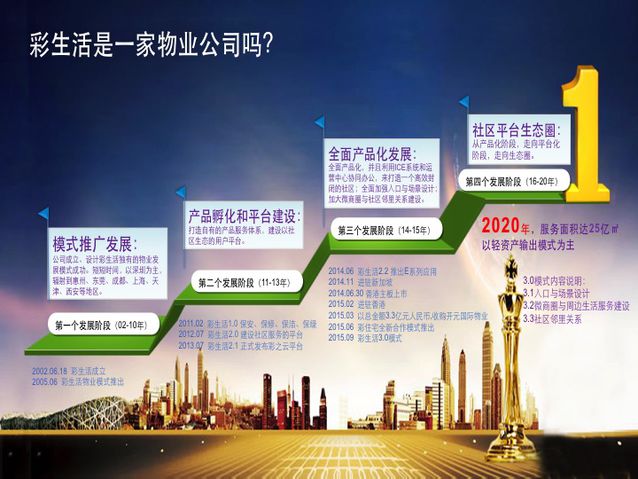 彩生活是一家物业公司吗?
模式推广发展：
公司成立、设计彩生活独有的物业发
展模式成功。短短时间，以深圳为主，
辐射到惠州、东莞、成都、上海、天
津、西安等地区。
第一个发展阶段（02-10年）
2002.06.18 彩生活成立
2005.06 彩生活物业模式推出
产品孵化和平台建设：
打造自有的产品服务体系，建设以社
区生态的用户平台。
第二个发展阶段（11-13年）
2011.02 彩生活1.0 保安、保修、保洁、保绿
2012.07 彩生活2.0 建设社区服务的平台
2013.07 彩生活2.1 正式发布彩之云平台
全面产品化发展：
全面产品化，并且利用ICE系统和运
营中心协同办公，来打造一个高效封
闭的社区；全面加强人口与场景设计；
加大微商圈与社区邻里关系建设。
第三个发展阶段（14-15年）
2014.06 彩生活2.2 推出E系列应用
2014.11 进驻新加坡
2014.06.30 香港主板上市
2015.02 进驻香港
2015.03 以总金额3.3亿元人民币,收购开元国际物业
2015.06 彩住宅全新合作模式推出
2015.09 彩生活3.0模式
社区平台生态圈：
从产品化阶段，走向平台化
阶段，走向生态圈。
第四个发展阶段（16-20年）
1
2020年，服务面积达25亿㎡
以轻资产输出模式为主
3.0模式内容说明：
3.1人口与场景设计
3.2微商圈与周边生活服务建设
3.3社区邻里关系